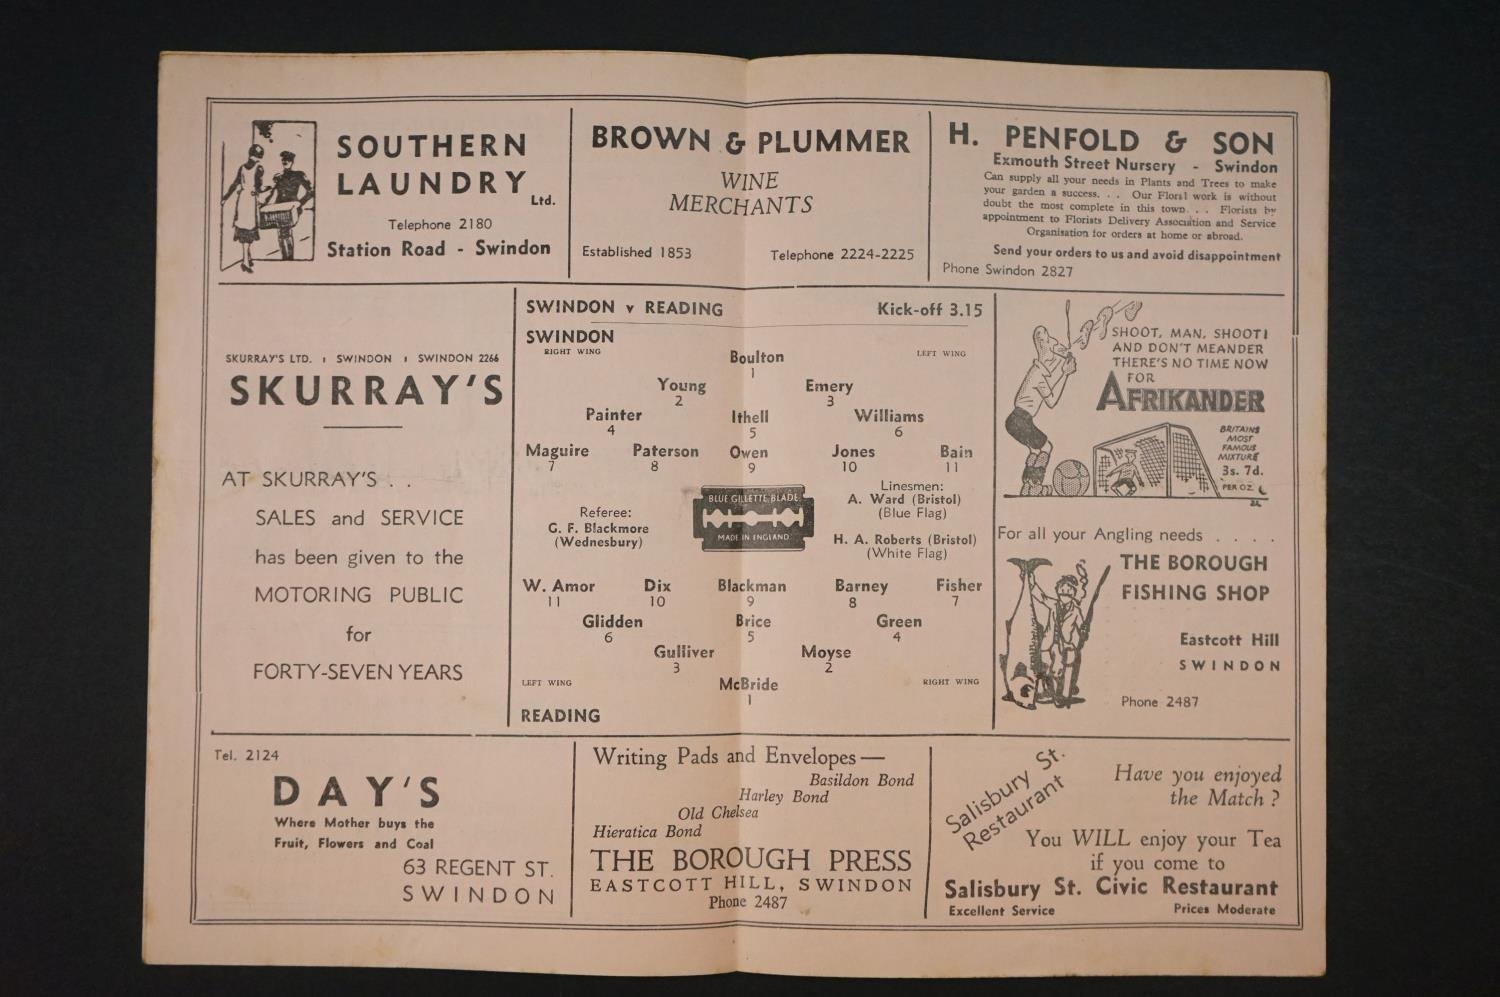 SOUTHERN
LAUNDRY
Ltd.
Telephone 2180
Station Road - Swindon
BROWN & PLUMMER
WINE
MERCHANTS
Established 1853 Telephone 2224-2225
H. PENFOLD & SON
Exmouth Street Nursery - Swindon
Can supply all your needs in Plants and Trees to make
your garden a success. . . Our Floral work is without
doubt the most complete in this town. . . Florists by
appointment to Florists Delivery Association and Service
Organisation for orders at home or abroad.
Send your orders to us and avoid disappointment
Phone Swindon 2827
SKURRAY'S LTD. : SWINDON : SWINDON 2266
SKURRAY'S
AT SKURRAY'S . .
SALES and SERVICE
has been given to the
MOTORING PUBLIC
for
FORTY-SEVEN YEARS
SWINDON v READING Kick-off 3.15
SWINDON
RIGHT WING LEFT WING
Boulton
1
Young Emery
2 3
Painter Ithell Williams
4 5 6
Maguire Paterson Owen Jones Bain
7 8 9 10 11
Referee:
G. F. Blackmore
(Wednesbury)
BLUE GILLETTE BLADE
MADE IN ENGLAND
Linesmen:
A. Ward (Bristol)
(Blue Flag)
H. A. Roberts (Bristol)
(White Flag)
W. Amor Dix Blackman Barney Fisher
11 10 9 8 7
Glidden Brice Green
6 5 4
Gulliver Moyse
3 2
LEFT WING McBride RIGHT WING
1
READING
SHOOT, MAN, SHOOT!
AND DON'T MEANDER
THERE'S NO TIME NOW
FOR
AFRIKANDER
BRITAINS
MOST
FAMOUS
MIXTURE
3s. 7d.
PER OZ.
For all your Angling needs . . . .
THE BOROUGH
FISHING SHOP
Eastcott Hill
SWINDON
Phone 2487
Tel. 2124
DAY'S
Where Mother buys the
Fruit, Flowers and Coal
63 REGENT ST.
SWINDON
Writing Pads and Envelopes—
Basildon Bond
Harley Bond
Old Chelsea
Hieratica Bond
THE BOROUGH PRESS
EASTCOTT HILL, SWINDON
Phone 2487
Salisbury St.
Restaurant
Have you enjoyed
the Match ?
You WILL enjoy your Tea
if you come to
Salisbury St. Civic Restaurant
Excellent Service Prices Moderate